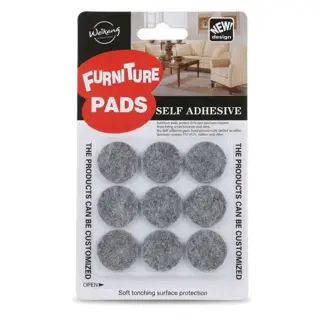 Weikang
NEW!
design
FURNITURE
PADS
SELF ADHESIVE
THE PRODUCTS CAN BE CUSTOMIZED
THE PRODUCTS CAN BE CUSTOMIZED
OPEN
Soft tonching surface protection